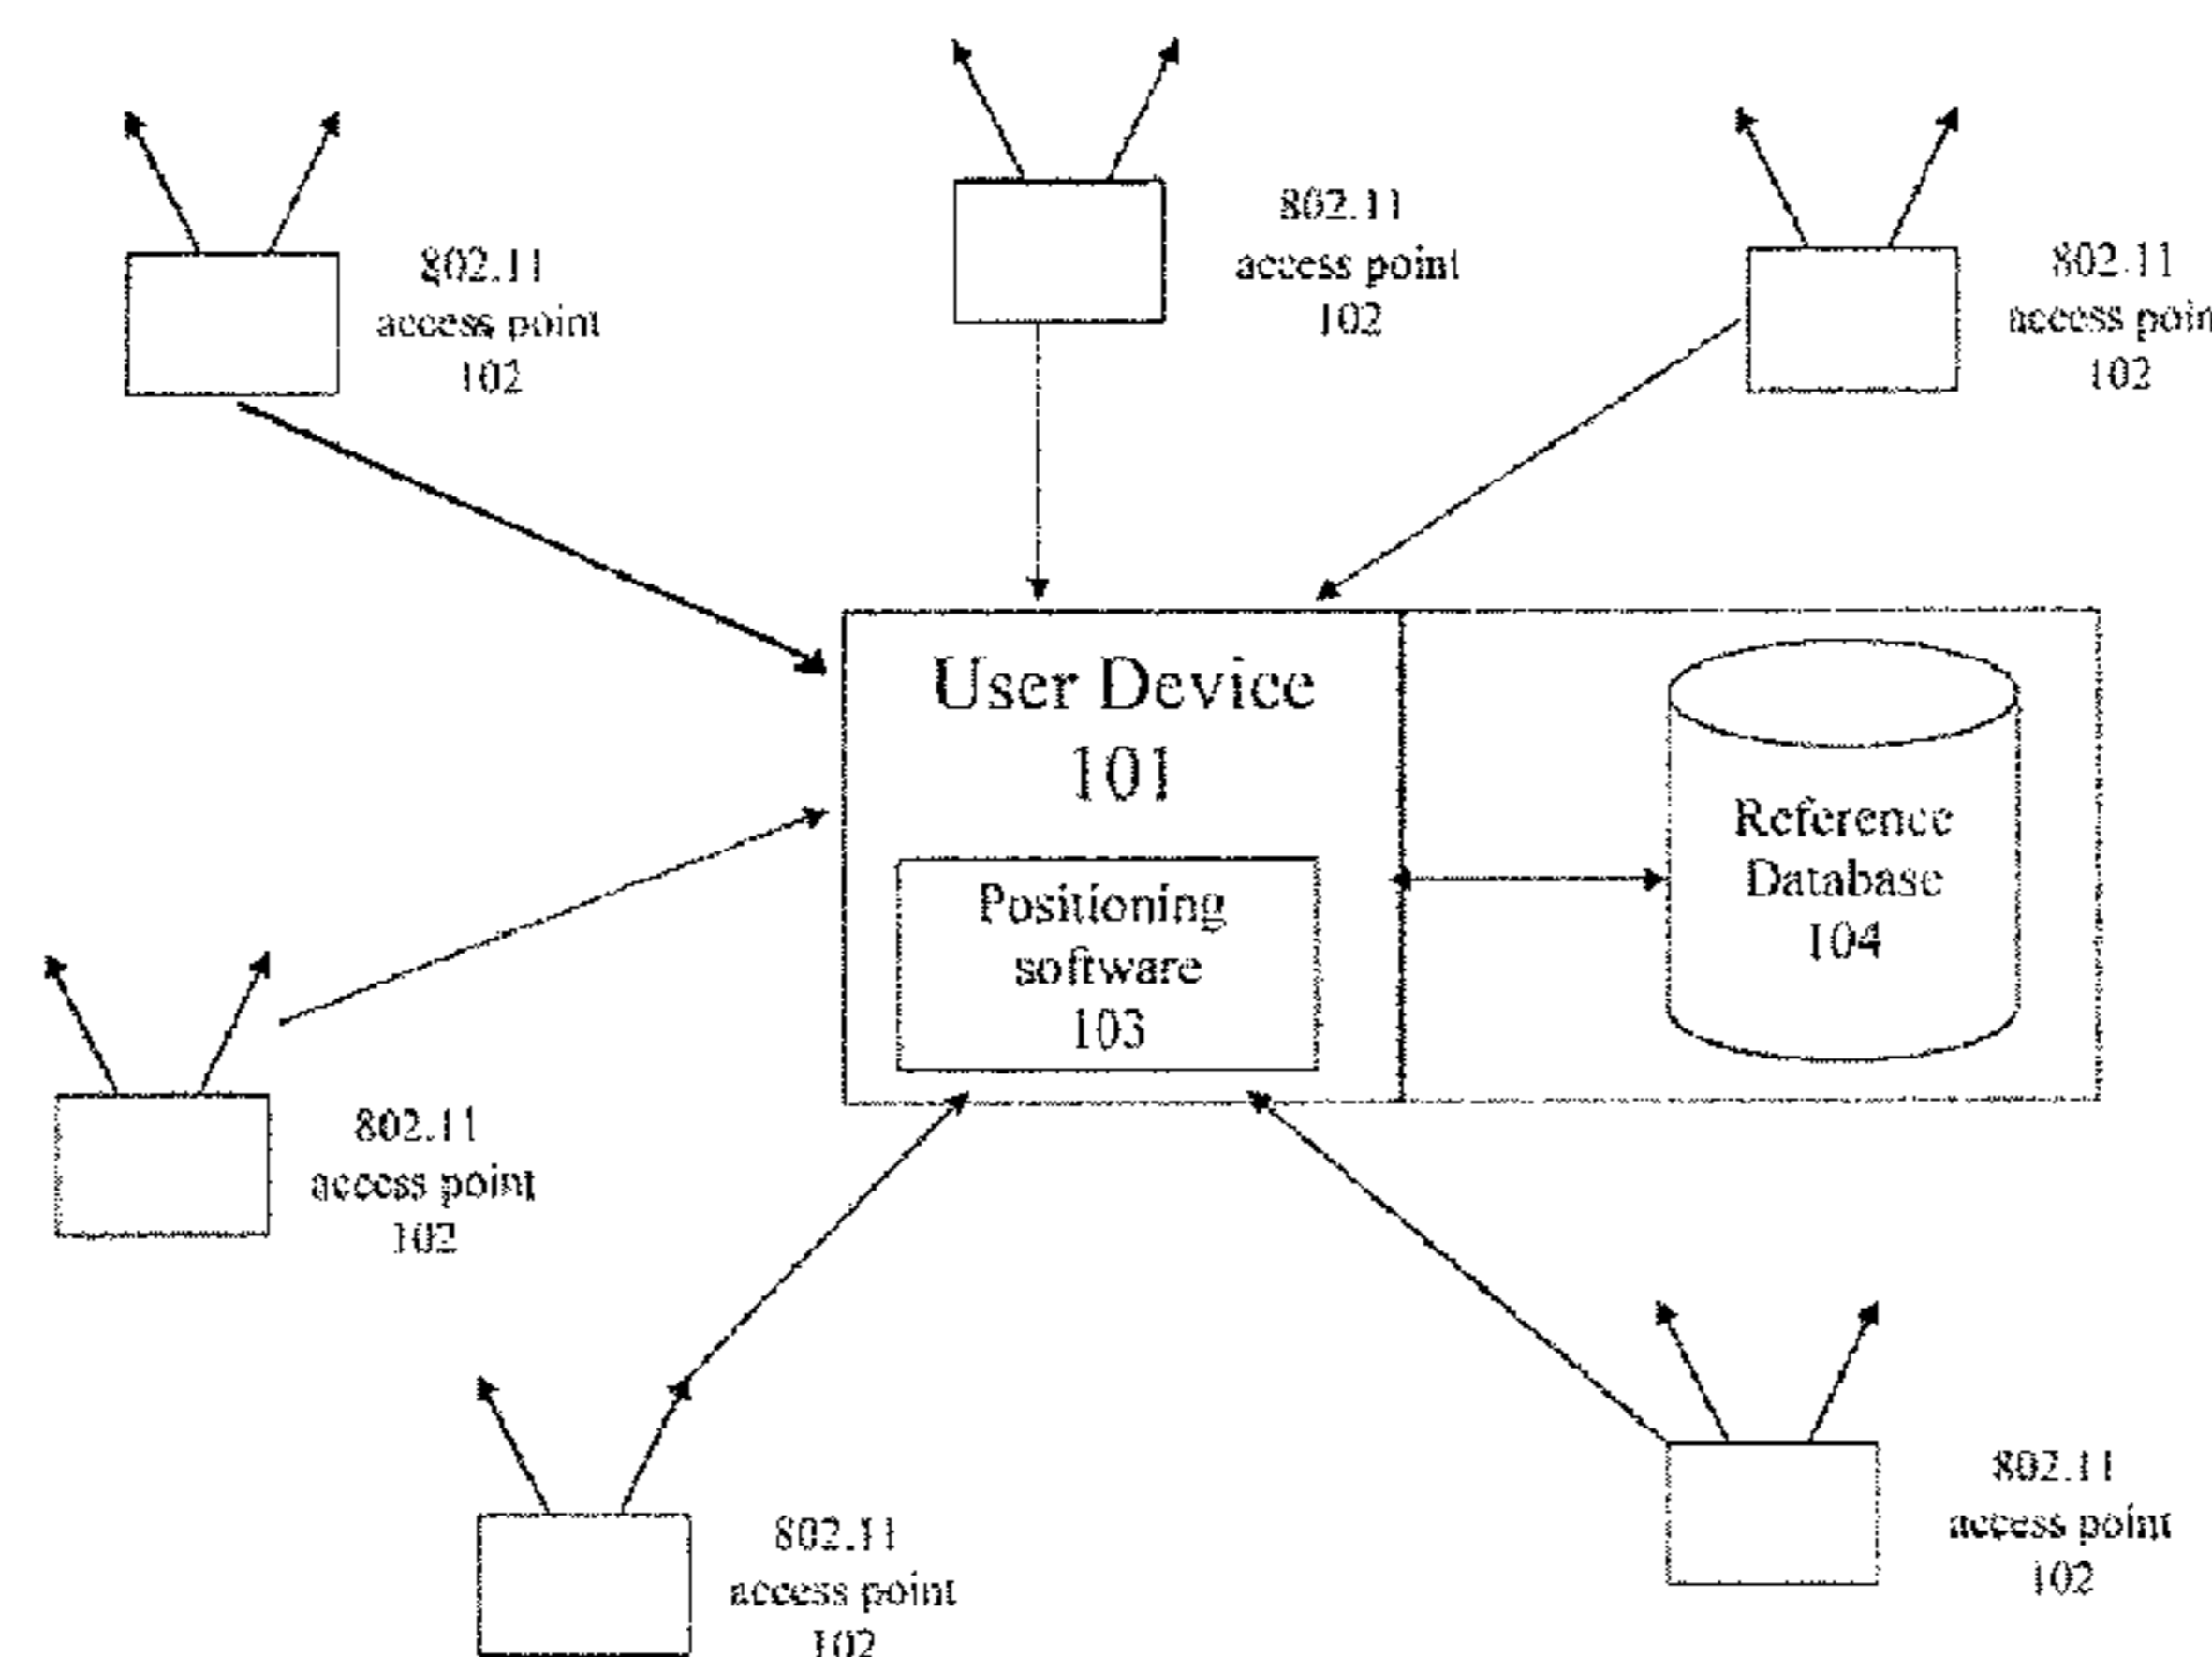 802.11
access point
102
802.11
access point
102
802.11
access poin
102
User Device
101
Positioning
software
103
Reference
Database
104
802.11
access point
102
802.11
access point
102
802.11
access point
102